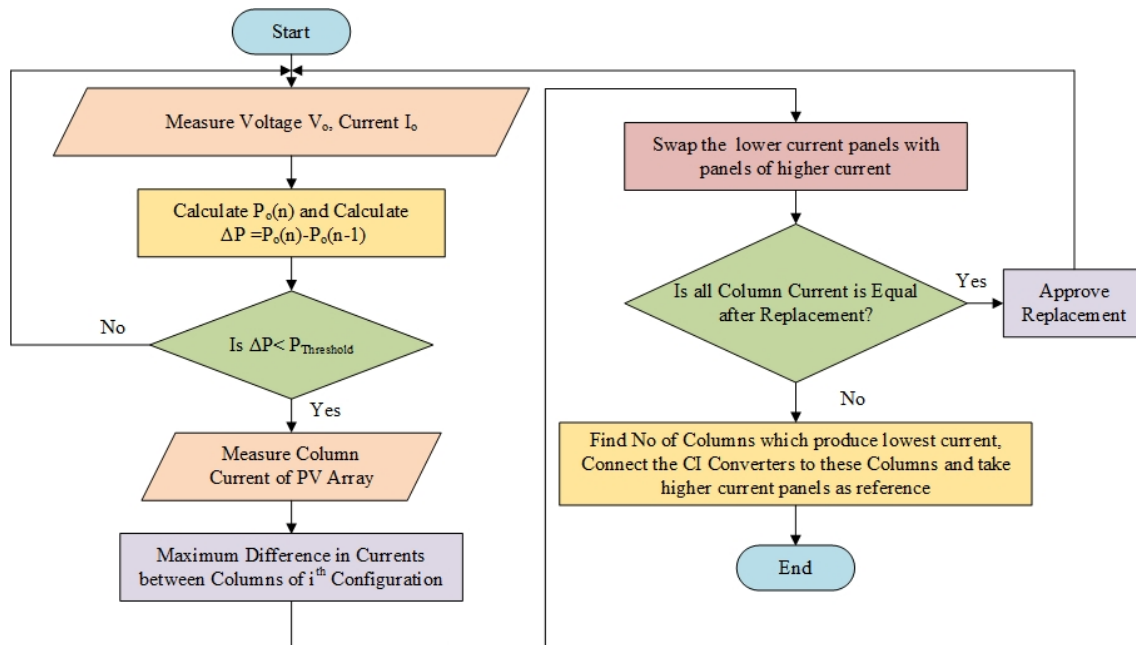 Start
Measure Voltage Vₒ, Current Iₒ
Calculate Pₒ(n) and Calculate
ΔP =Pₒ(n)-Pₒ(n-1)
No
Is ΔP< P_Threshold
Yes
Measure Column
Current of PV Array
Maximum Difference in Currents
between Columns of i^th Configuration
Swap the lower current panels with
panels of higher current
Is all Column Current is Equal
after Replacement?
Yes
Approve
Replacement
No
Find No of Columns which produce lowest current,
Connect the CI Converters to these Columns and take
higher current panels as reference
End